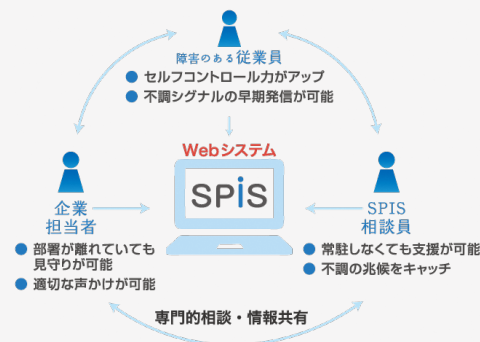 障害のある従業員
● セルフコントロール力がアップ
● 不調シグナルの早期発信が可能
Webシステム
SPiS
企業
担当者
● 部署が離れていても
見守りが可能
● 適切な声かけが可能
SPIS
相談員
● 常駐しなくても支援が可能
● 不調の兆候をキャッチ
専門的相談・情報共有